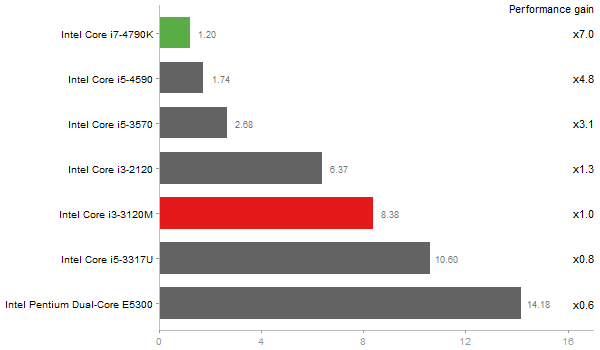 Performance gain
Intel Core i7-4790K 1.20 x7.0
Intel Core i5-4590 1.74 x4.8
Intel Core i5-3570 2.68 x3.1
Intel Core i3-2120 6.37 x1.3
Intel Core i3-3120M 8.38 x1.0
Intel Core i5-3317U 10.60 x0.8
Intel Pentium Dual-Core E5300 14.18 x0.6
0 4 8 12 16